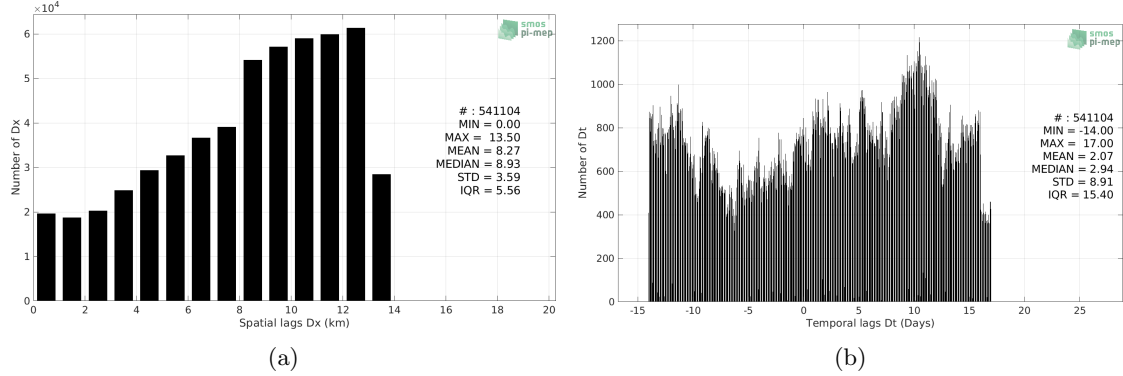 ×10⁴
6
5
4
3
2
1
0
Number of Dx
0 2 4 6 8 10 12 14 16 18 20
Spatial lags Dx (km)
smos
pi-mep
# : 541104
MIN = 0.00
MAX = 13.50
MEAN = 8.27
MEDIAN = 8.93
STD = 3.59
IQR = 5.56
(a)
1200
1000
800
600
400
200
0
Number of Dt
-15 -10 -5 0 5 10 15 20 25
Temporal lags Dt (Days)
smos
pi-mep
# : 541104
MIN = -14.00
MAX = 17.00
MEAN = 2.07
MEDIAN = 2.94
STD = 8.91
IQR = 15.40
(b)